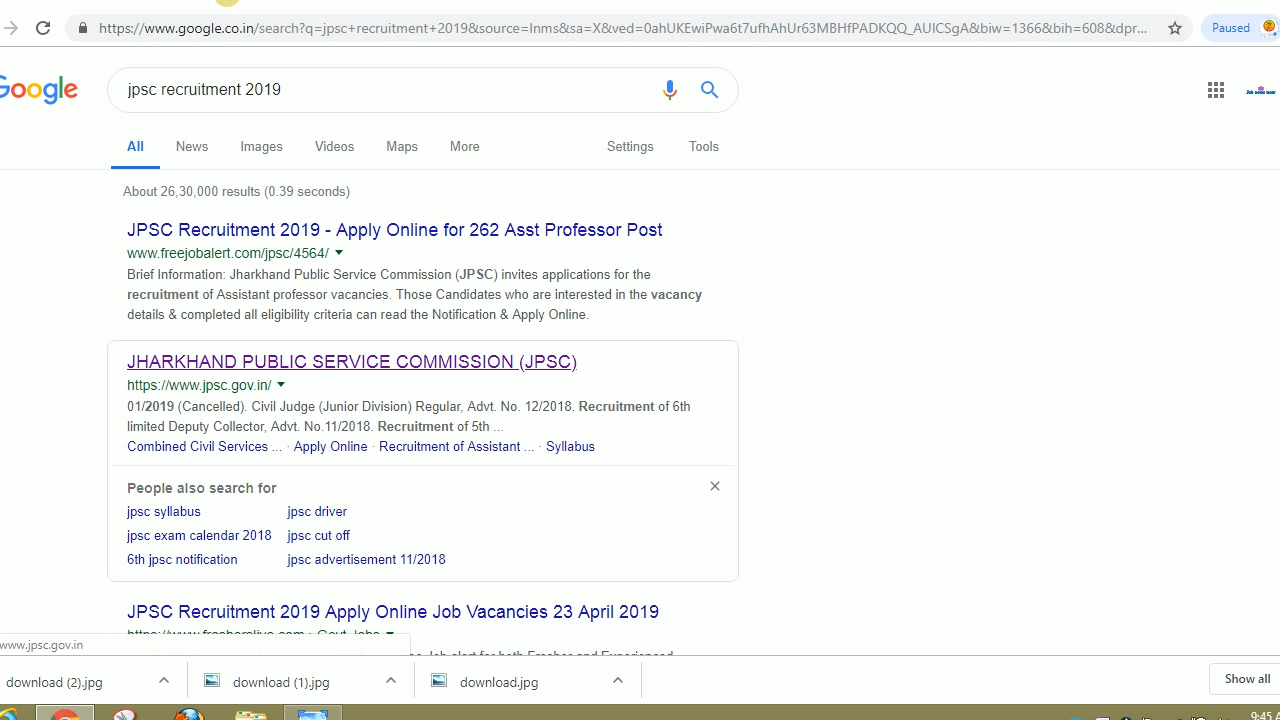 https://www.google.co.in/search?q=jpsc+recruitment+2019&source=lnms&sa=X&ved=0ahUKEwiPwa6t7ufhAhUr63MBHfPADKQQ_AUICSgA&biw=1366&bih=608&dpr...
Paused
Google
jpsc recruitment 2019
All News Images Videos Maps More Settings Tools
About 26,30,000 results (0.39 seconds)
JPSC Recruitment 2019 - Apply Online for 262 Asst Professor Post
www.freejobalert.com/jpsc/4564/
Brief Information: Jharkhand Public Service Commission (JPSC) invites applications for the
recruitment of Assistant professor vacancies. Those Candidates who are interested in the vacancy
details & completed all eligibility criteria can read the Notification & Apply Online.
JHARKHAND PUBLIC SERVICE COMMISSION (JPSC)
https://www.jpsc.gov.in/
01/2019 (Cancelled). Civil Judge (Junior Division) Regular, Advt. No. 12/2018. Recruitment of 6th
limited Deputy Collector, Advt. No.11/2018. Recruitment of 5th ...
Combined Civil Services ... · Apply Online · Recruitment of Assistant ... · Syllabus
People also search for
jpsc syllabus jpsc driver
jpsc exam calendar 2018 jpsc cut off
6th jpsc notification jpsc advertisement 11/2018
JPSC Recruitment 2019 Apply Online Job Vacancies 23 April 2019
www.jpsc.gov.in
download (2).jpg download (1).jpg download.jpg Show all
9:45